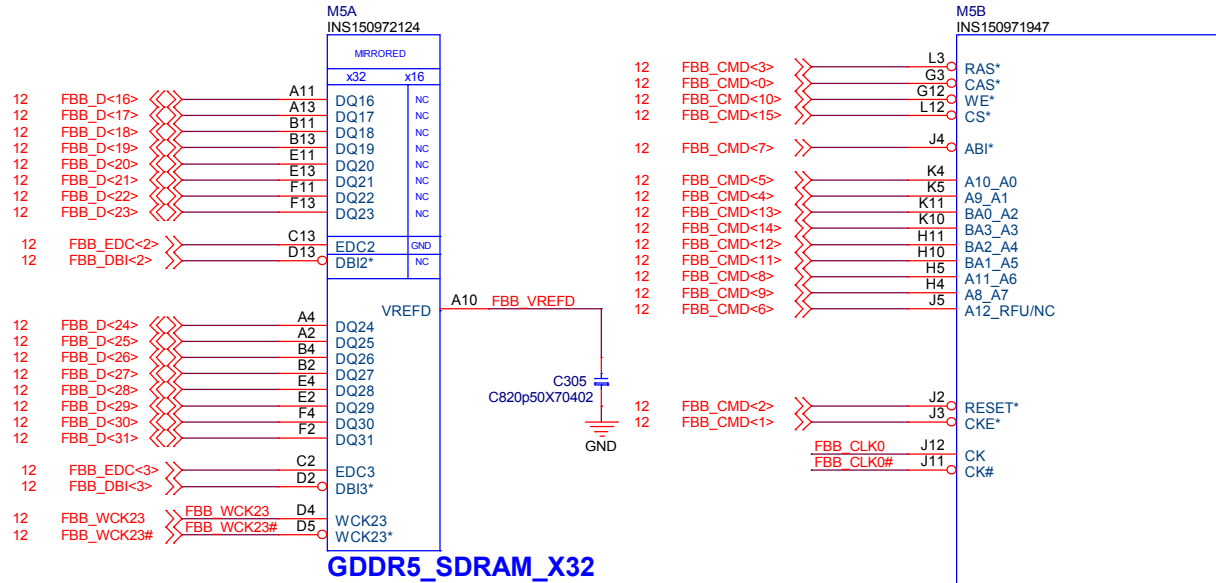 M5A
INS150972124
MIRRORED
x32 x16
12 FBB_D<16> A11 DQ16 NC
12 FBB_D<17> A13 DQ17 NC
12 FBB_D<18> B11 DQ18 NC
12 FBB_D<19> B13 DQ19 NC
12 FBB_D<20> E11 DQ20 NC
12 FBB_D<21> E13 DQ21 NC
12 FBB_D<22> F11 DQ22 NC
12 FBB_D<23> F13 DQ23 NC
12 FBB_EDC<2> C13 EDC2 GND
12 FBB_DBI<2> D13 DBI2* NC
VREFD A10 FBB_VREFD
12 FBB_D<24> A4 DQ24
12 FBB_D<25> A2 DQ25
12 FBB_D<26> B4 DQ26
12 FBB_D<27> B2 DQ27
12 FBB_D<28> E4 DQ28
12 FBB_D<29> E2 DQ29
12 FBB_D<30> F4 DQ30
12 FBB_D<31> F2 DQ31
C305
C820p50X70402
GND
12 FBB_EDC<3> C2 EDC3
12 FBB_DBI<3> D2 DBI3*
12 FBB_WCK23 FBB_WCK23 D4 WCK23
12 FBB_WCK23# FBB_WCK23# D5 WCK23*
GDDR5_SDRAM_X32
M5B
INS150971947
12 FBB_CMD<3> L3 RAS*
12 FBB_CMD<0> G3 CAS*
12 FBB_CMD<10> G12 WE*
12 FBB_CMD<15> L12 CS*
12 FBB_CMD<7> J4 ABI*
12 FBB_CMD<5> K4 A10_A0
12 FBB_CMD<4> K5 A9_A1
12 FBB_CMD<13> K11 BA0_A2
12 FBB_CMD<14> K10 BA3_A3
12 FBB_CMD<12> H11 BA2_A4
12 FBB_CMD<11> H10 BA1_A5
12 FBB_CMD<8> H5 A11_A6
12 FBB_CMD<9> H4 A8_A7
12 FBB_CMD<6> J5 A12_RFU/NC
12 FBB_CMD<2> J2 RESET*
12 FBB_CMD<1> J3 CKE*
FBB_CLK0 J12 CK
FBB_CLK0# J11 CK#